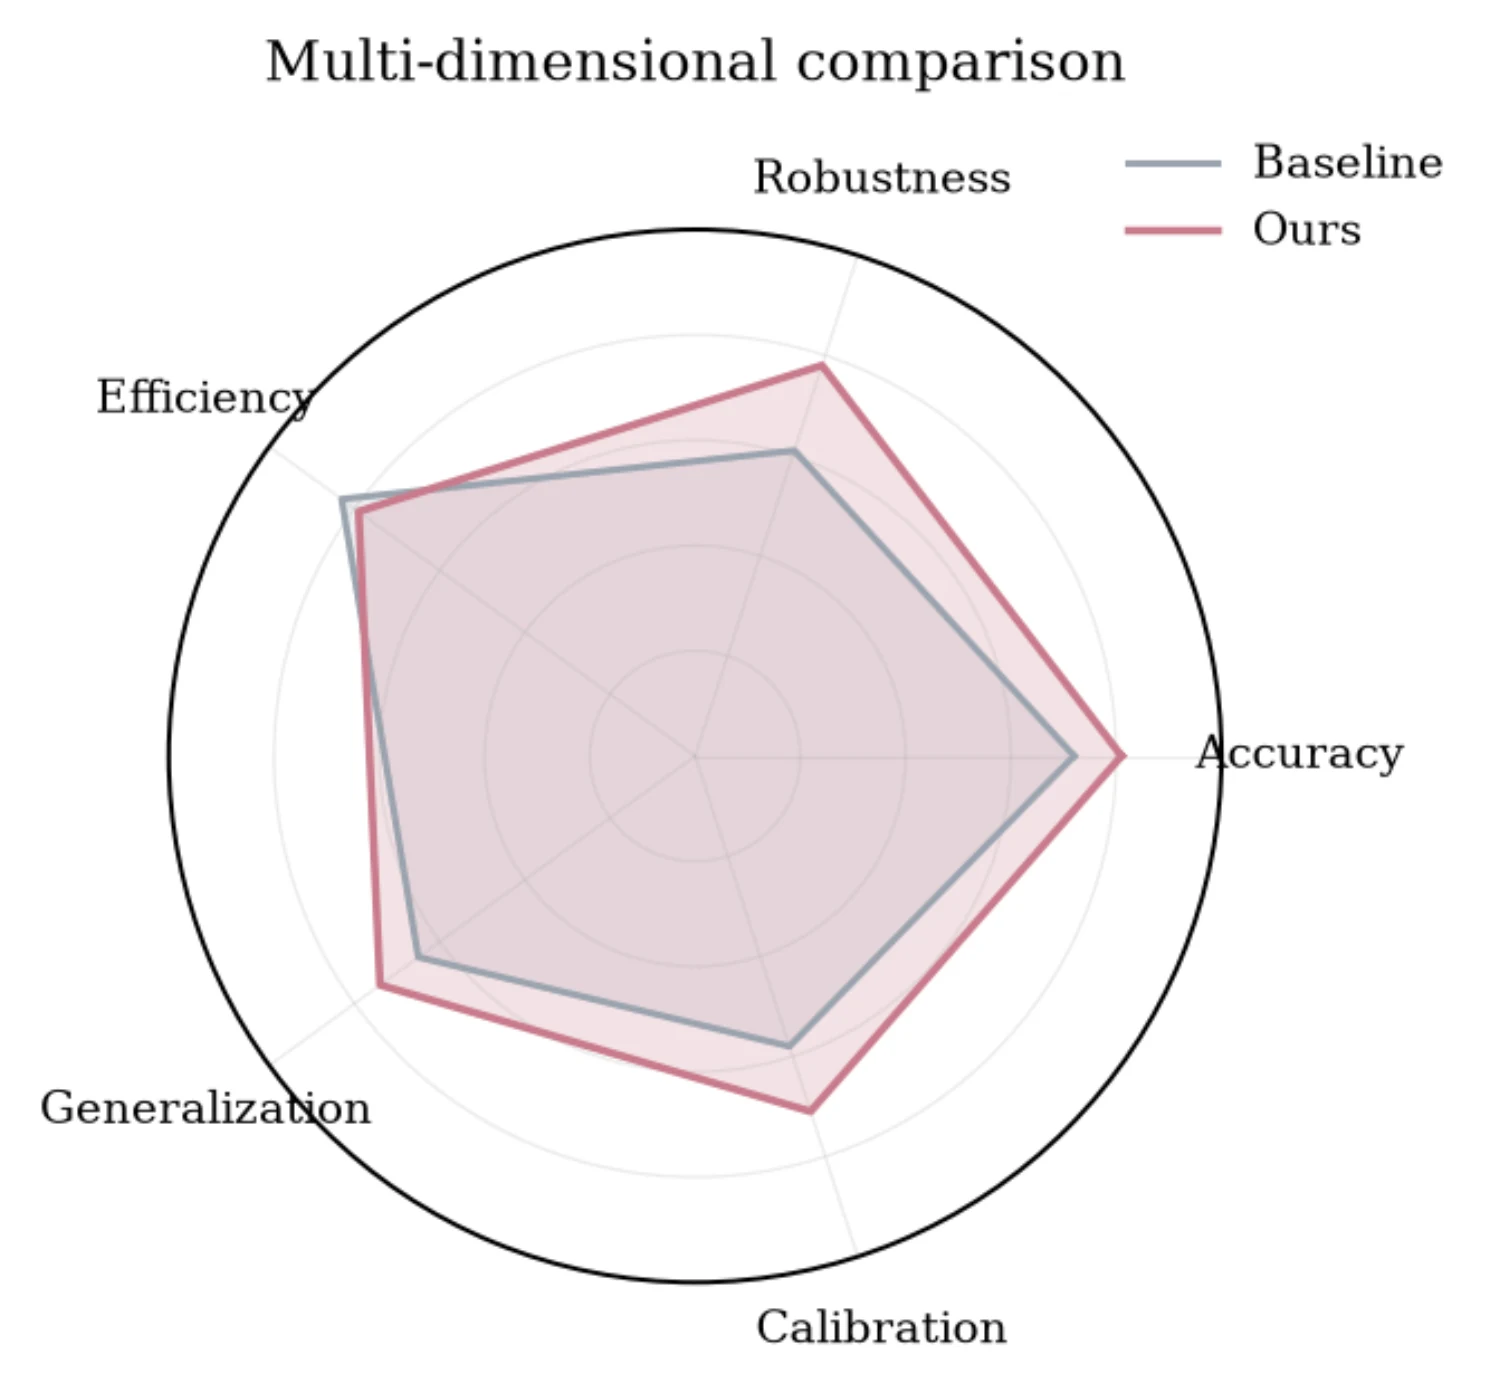 Multi-dimensional comparison
Baseline
Ours
Robustness
Efficiency
Accuracy
Generalization
Calibration